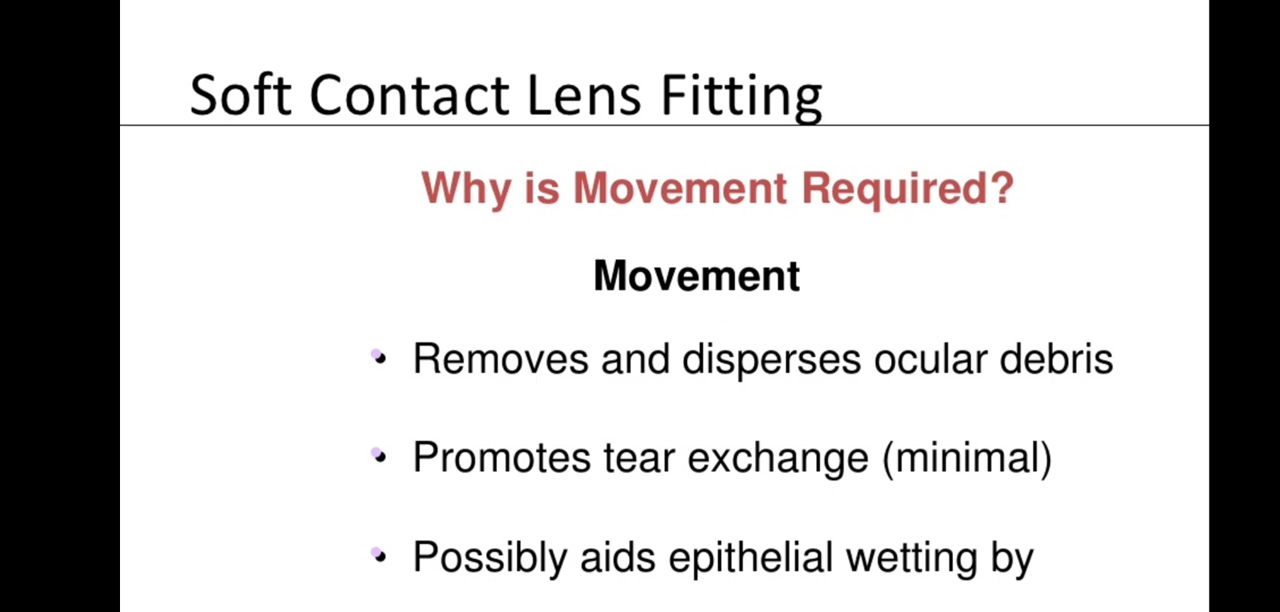 Soft Contact Lens Fitting
Why is Movement Required?
Movement
• Removes and disperses ocular debris
• Promotes tear exchange (minimal)
• Possibly aids epithelial wetting by